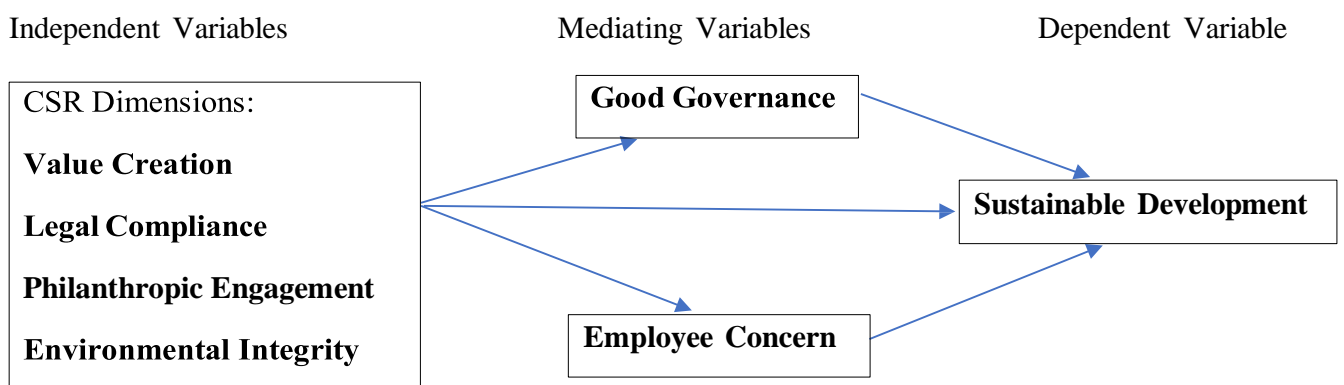 Independent Variables
Mediating Variables
Dependent Variable
CSR Dimensions:
Value Creation
Legal Compliance
Philanthropic Engagement
Environmental Integrity
Good Governance
Employee Concern
Sustainable Development